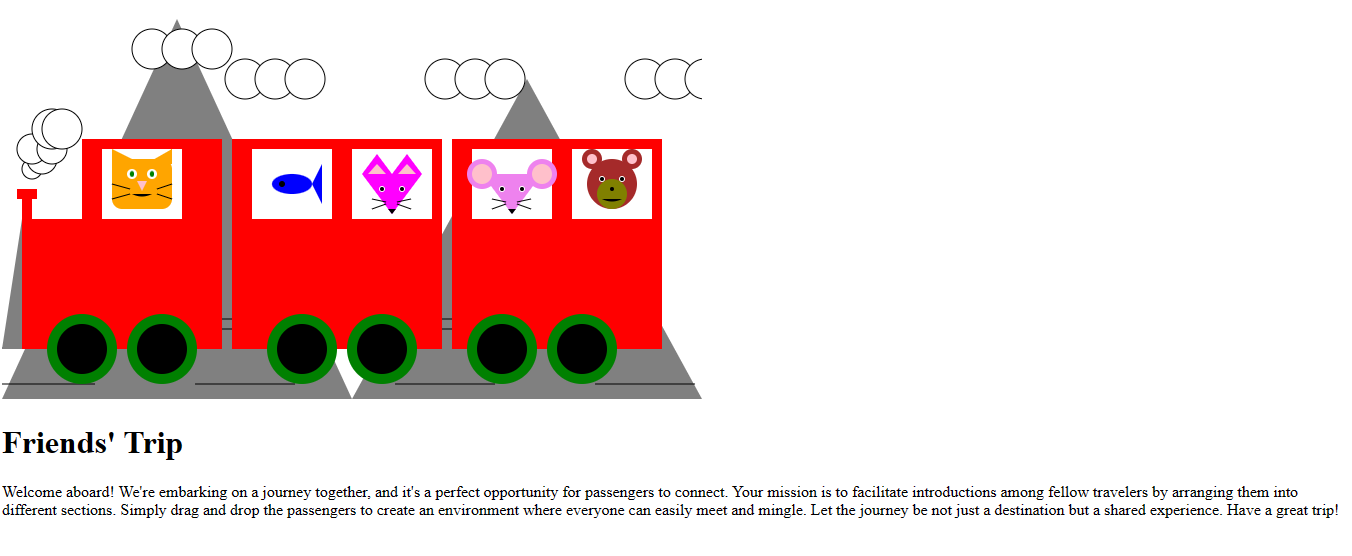 Friends' Trip
Welcome aboard! We're embarking on a journey together, and it's a perfect opportunity for passengers to connect. Your mission is to facilitate introductions among fellow travelers by arranging them into
different sections. Simply drag and drop the passengers to create an environment where everyone can easily meet and mingle. Let the journey be not just a destination but a shared experience. Have a great trip!